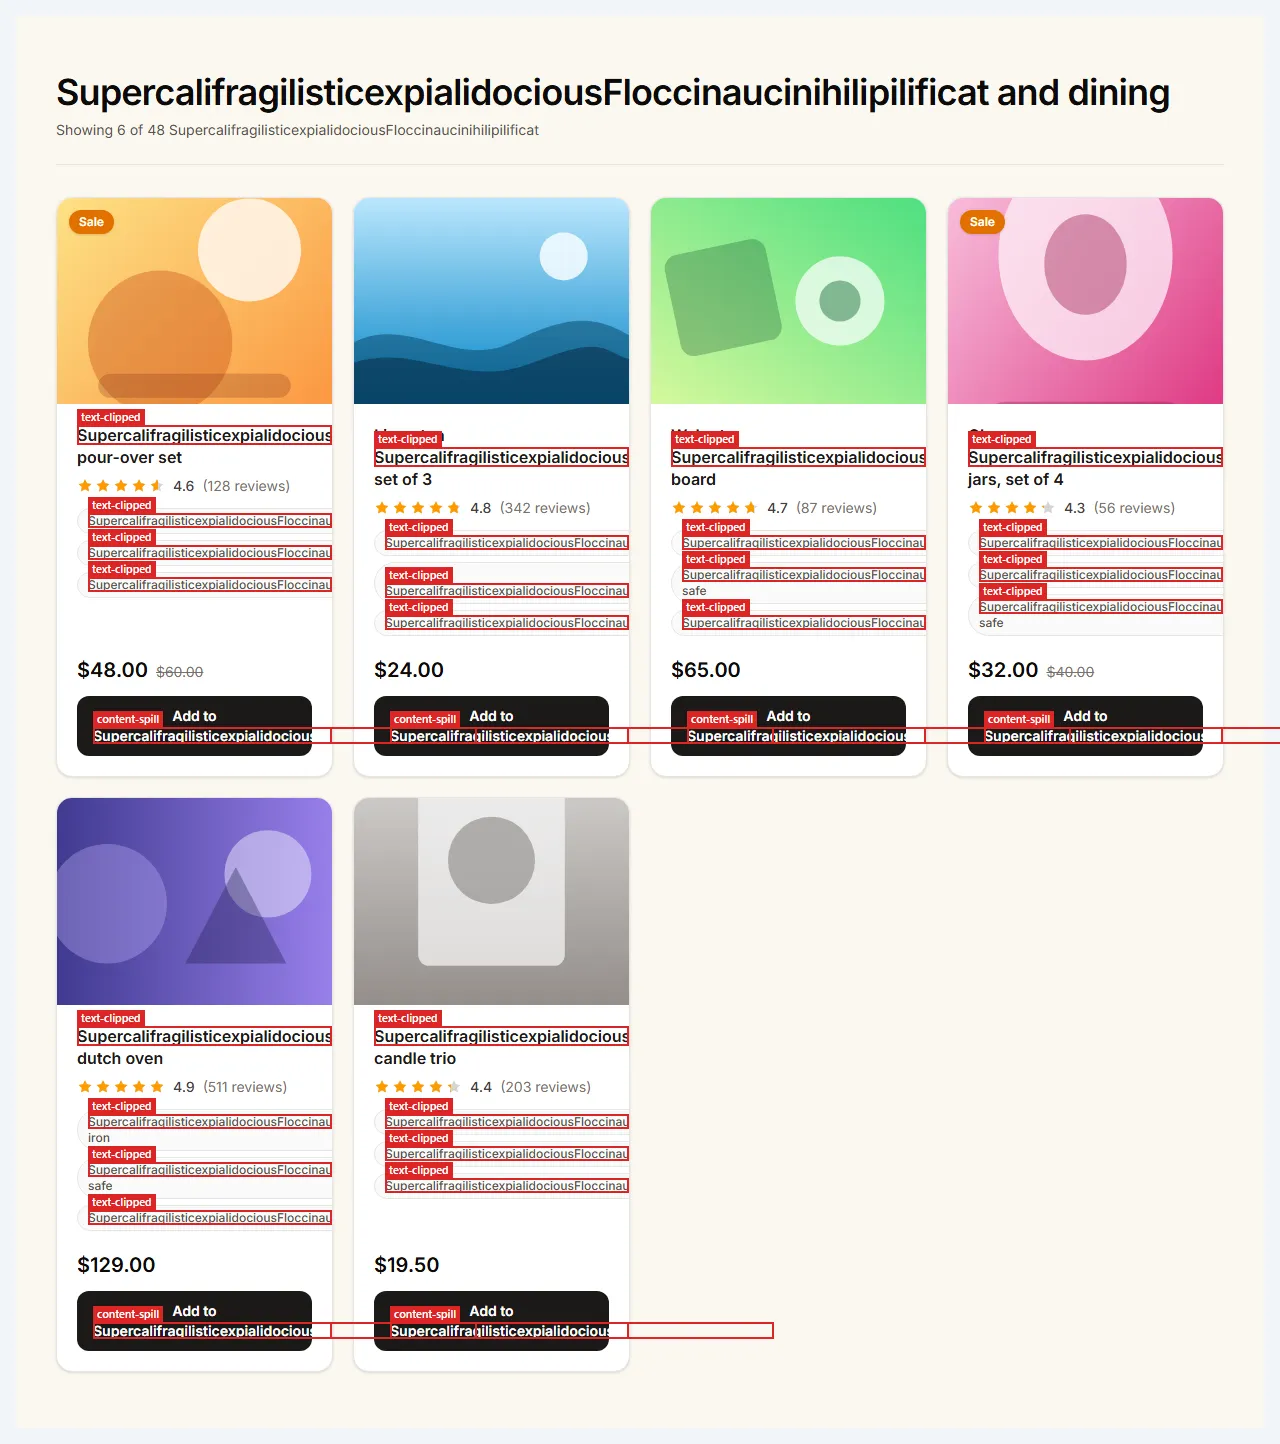 SupercalifragilisticexpialidociousFloccinaucinihilipilificat and dining
Showing 6 of 48 SupercalifragilisticexpialidociousFloccinaucinihilipilificat
Sale
text-clipped
Supercalifragilisticexpialidocious
pour-over set
4.6 (128 reviews)
text-clipped
SupercalifragilisticexpialidociousFloccinau
text-clipped
SupercalifragilisticexpialidociousFloccinau
text-clipped
SupercalifragilisticexpialidociousFloccinau
$48.00 $60.00
Add to
content-spill
Supercalifragilisticexpialidocious
text-clipped
Supercalifragilisticexpialidocious
set of 3
4.8 (342 reviews)
text-clipped
SupercalifragilisticexpialidociousFloccinau
text-clipped
SupercalifragilisticexpialidociousFloccinau
text-clipped
SupercalifragilisticexpialidociousFloccinau
$24.00
Add to
content-spill
Supercalifragilisticexpialidocious
text-clipped
Supercalifragilisticexpialidocious
board
4.7 (87 reviews)
text-clipped
SupercalifragilisticexpialidociousFloccinau
text-clipped
SupercalifragilisticexpialidociousFloccinau
safe
text-clipped
SupercalifragilisticexpialidociousFloccinau
$65.00
Add to
content-spill
Supercalifragilisticexpialidocious
Sale
text-clipped
Supercalifragilisticexpialidocious
jars, set of 4
4.3 (56 reviews)
text-clipped
SupercalifragilisticexpialidociousFloccinau
text-clipped
SupercalifragilisticexpialidociousFloccinau
text-clipped
SupercalifragilisticexpialidociousFloccinau
safe
$32.00 $40.00
Add to
content-spill
Supercalifragilisticexpialidocious
text-clipped
Supercalifragilisticexpialidocious
dutch oven
4.9 (511 reviews)
text-clipped
SupercalifragilisticexpialidociousFloccinau
iron
text-clipped
SupercalifragilisticexpialidociousFloccinau
safe
text-clipped
SupercalifragilisticexpialidociousFloccinau
$129.00
Add to
content-spill
Supercalifragilisticexpialidocious
text-clipped
Supercalifragilisticexpialidocious
candle trio
4.4 (203 reviews)
text-clipped
SupercalifragilisticexpialidociousFloccinau
text-clipped
SupercalifragilisticexpialidociousFloccinau
text-clipped
SupercalifragilisticexpialidociousFloccinau
$19.50
Add to
content-spill
Supercalifragilisticexpialidocious